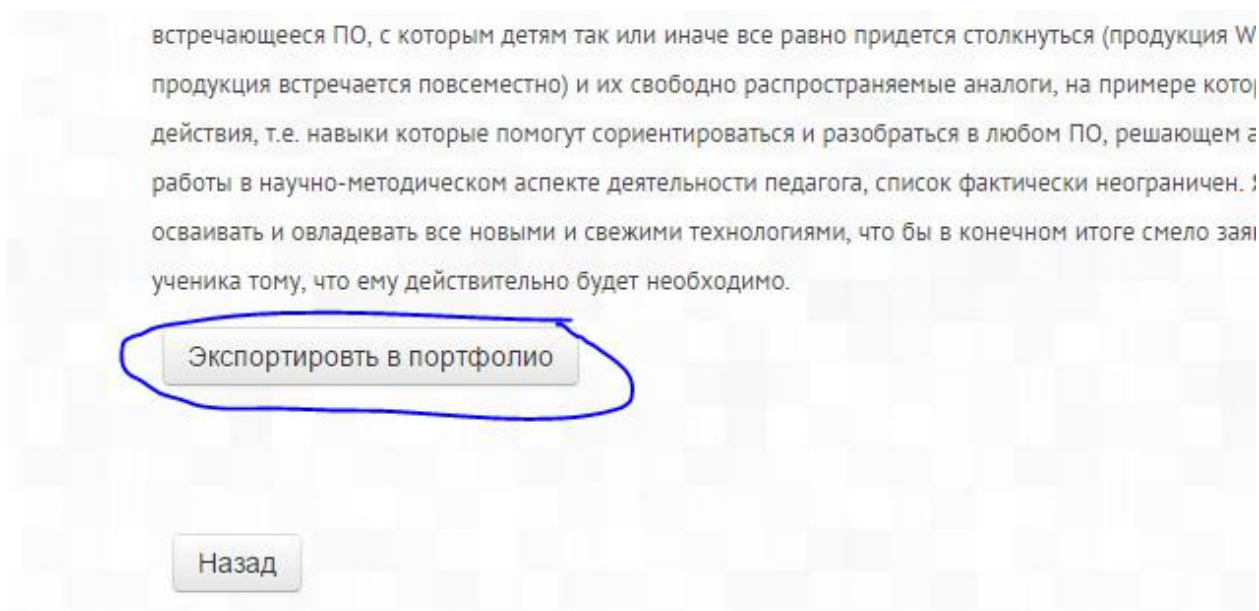 встречающееся ПО, с которым детям так или иначе все равно придется столкнуться (продукция W
продукция встречается повсеместно) и их свободно распространяемые аналоги, на примере кото
действия, т.е. навыки которые помогут сориентироваться и разобраться в любом ПО, решающем а
работы в научно-методическом аспекте деятельности педагога, список фактически неограничен.
осваивать и овладевать все новыми и свежими технологиями, что бы в конечном итоге смело зая
ученика тому, что ему действительно будет необходимо.
Экспортировть в портфолио
Назад